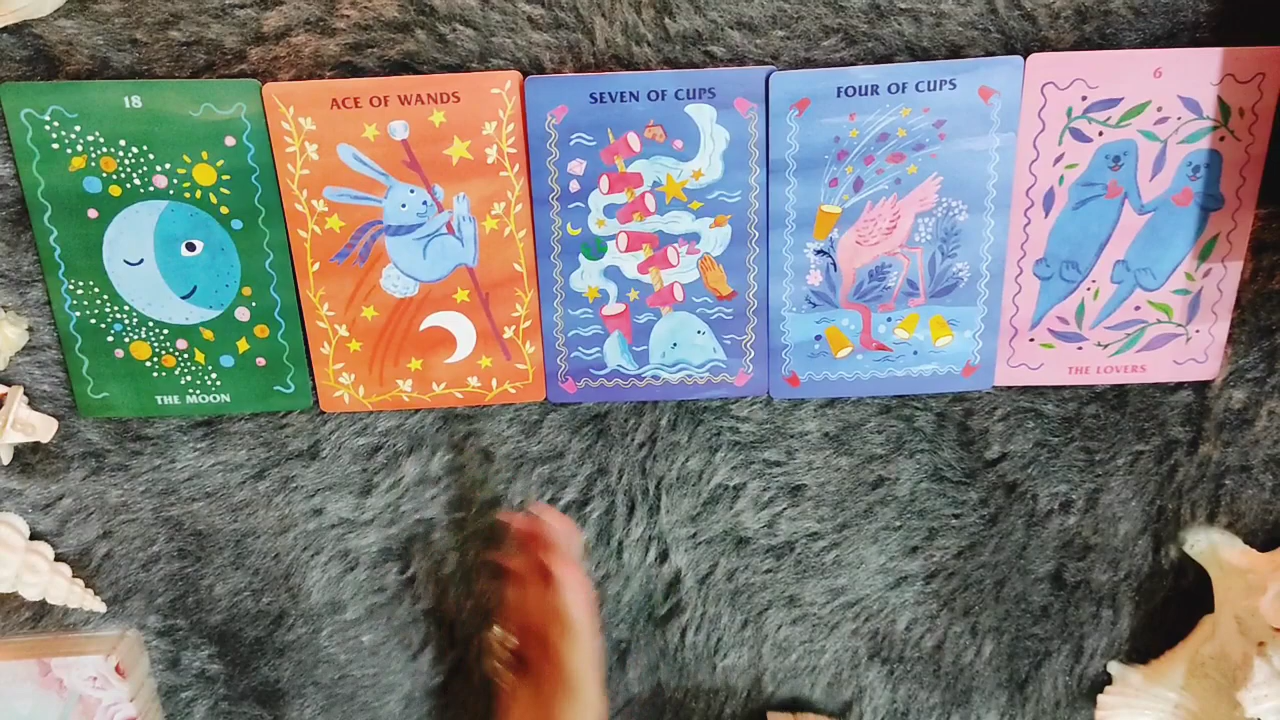 18
THE MOON
ACE OF WANDS
SEVEN OF CUPS
FOUR OF CUPS
6
THE LOVERS